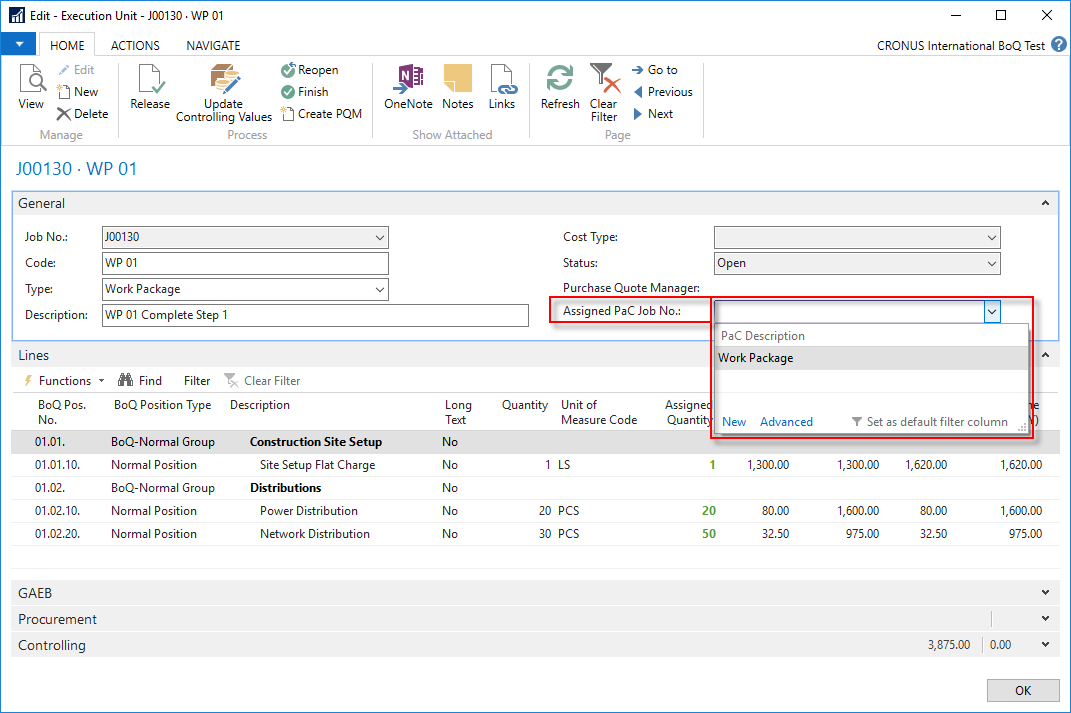 Edit - Execution Unit - J00130 · WP 01
HOME ACTIONS NAVIGATE CRONUS International BoQ Test
View
Edit
New
Delete
Manage
Release
Update
Controlling Values
Reopen
Finish
Create PQM
Process
OneNote
Notes
Links
Show Attached
Refresh
Clear
Filter
Go to
Previous
Next
Page
J00130 · WP 01
General
Job No.: J00130
Code: WP 01
Type: Work Package
Description: WP 01 Complete Step 1
Cost Type:
Status: Open
Purchase Quote Manager:
Assigned PaC Job No.:
PaC Description
Work Package
New Advanced Set as default filter column
Lines
Functions Find Filter Clear Filter
BoQ Pos. No. BoQ Position Type Description Long Text Quantity Unit of Measure Code Assigned Quantity
01.01. BoQ-Normal Group Construction Site Setup No
01.01.10. Normal Position Site Setup Flat Charge No 1 LS 1 1,300.00 1,300.00 1,620.00 1,620.00
01.02. BoQ-Normal Group Distributions No
01.02.10. Normal Position Power Distribution No 20 PCS 20 80.00 1,600.00 80.00 1,600.00
01.02.20. Normal Position Network Distribution No 30 PCS 50 32.50 975.00 32.50 975.00
GAEB
Procurement
Controlling 3,875.00 0.00
OK